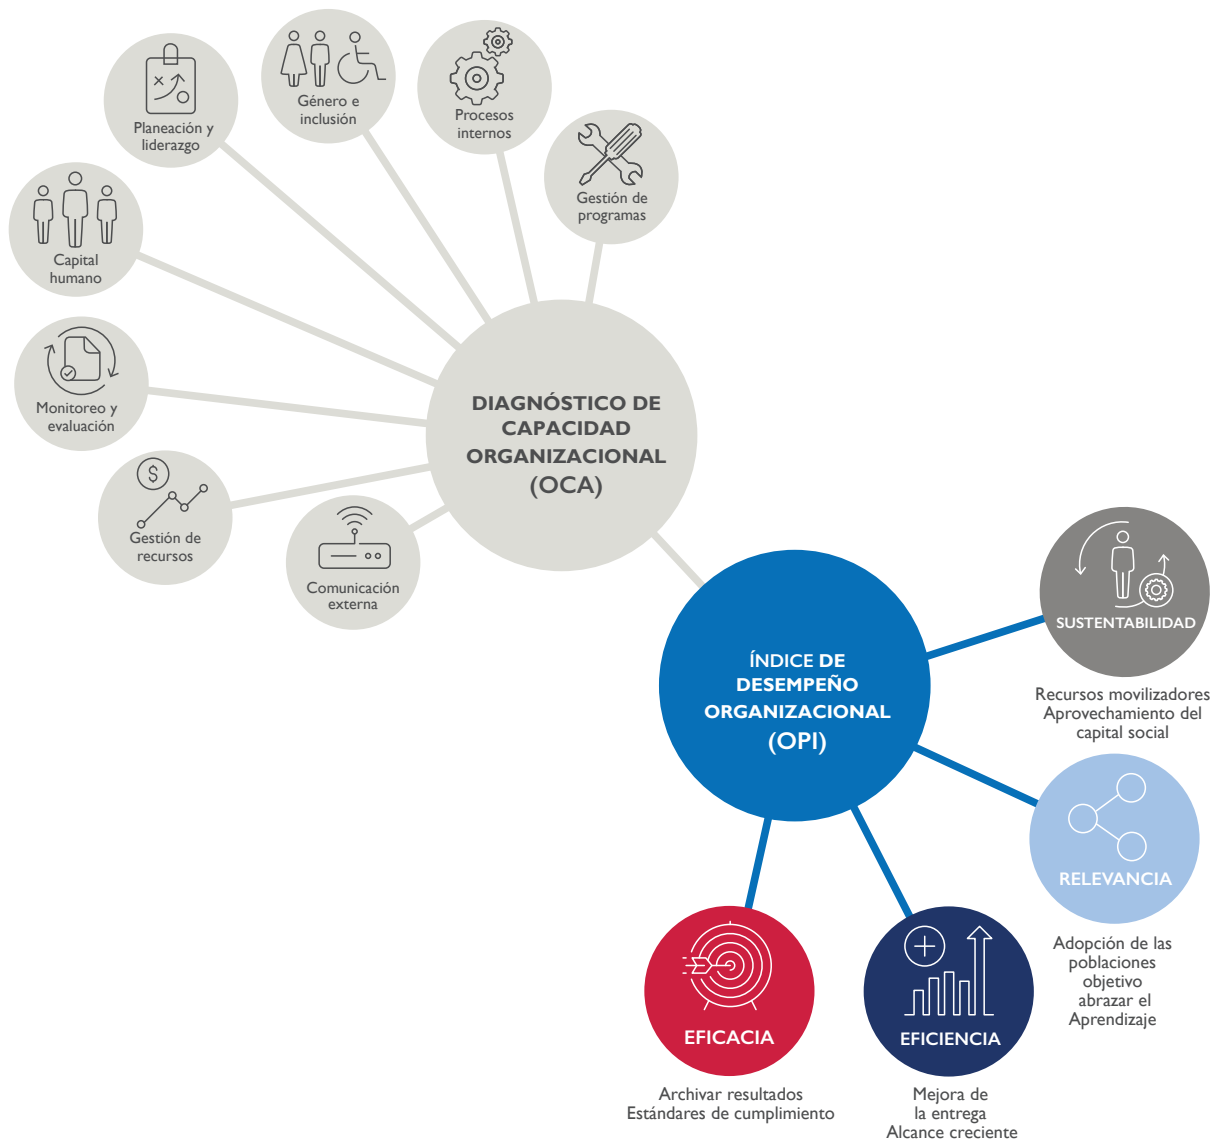 Planeación y
liderazgo
Género e
inclusión
Procesos
internos
Gestión de
programas
Capital
humano
Monitoreo y
evaluación
$
Gestión de
recursos
Comunicación
externa
DIAGNÓSTICO DE
CAPACIDAD
ORGANIZACIONAL
(OCA)
ÍNDICE DE
DESEMPEÑO
ORGANIZACIONAL
(OPI)
SUSTENTABILIDAD
Recursos movilizadores
Aprovechamiento del
capital social
RELEVANCIA
Adopción de las
poblaciones
objetivo
abrazar el
Aprendizaje
EFICACIA
Archivar resultados
Estándares de cumplimiento
EFICIENCIA
Mejora de
la entrega
Alcance creciente